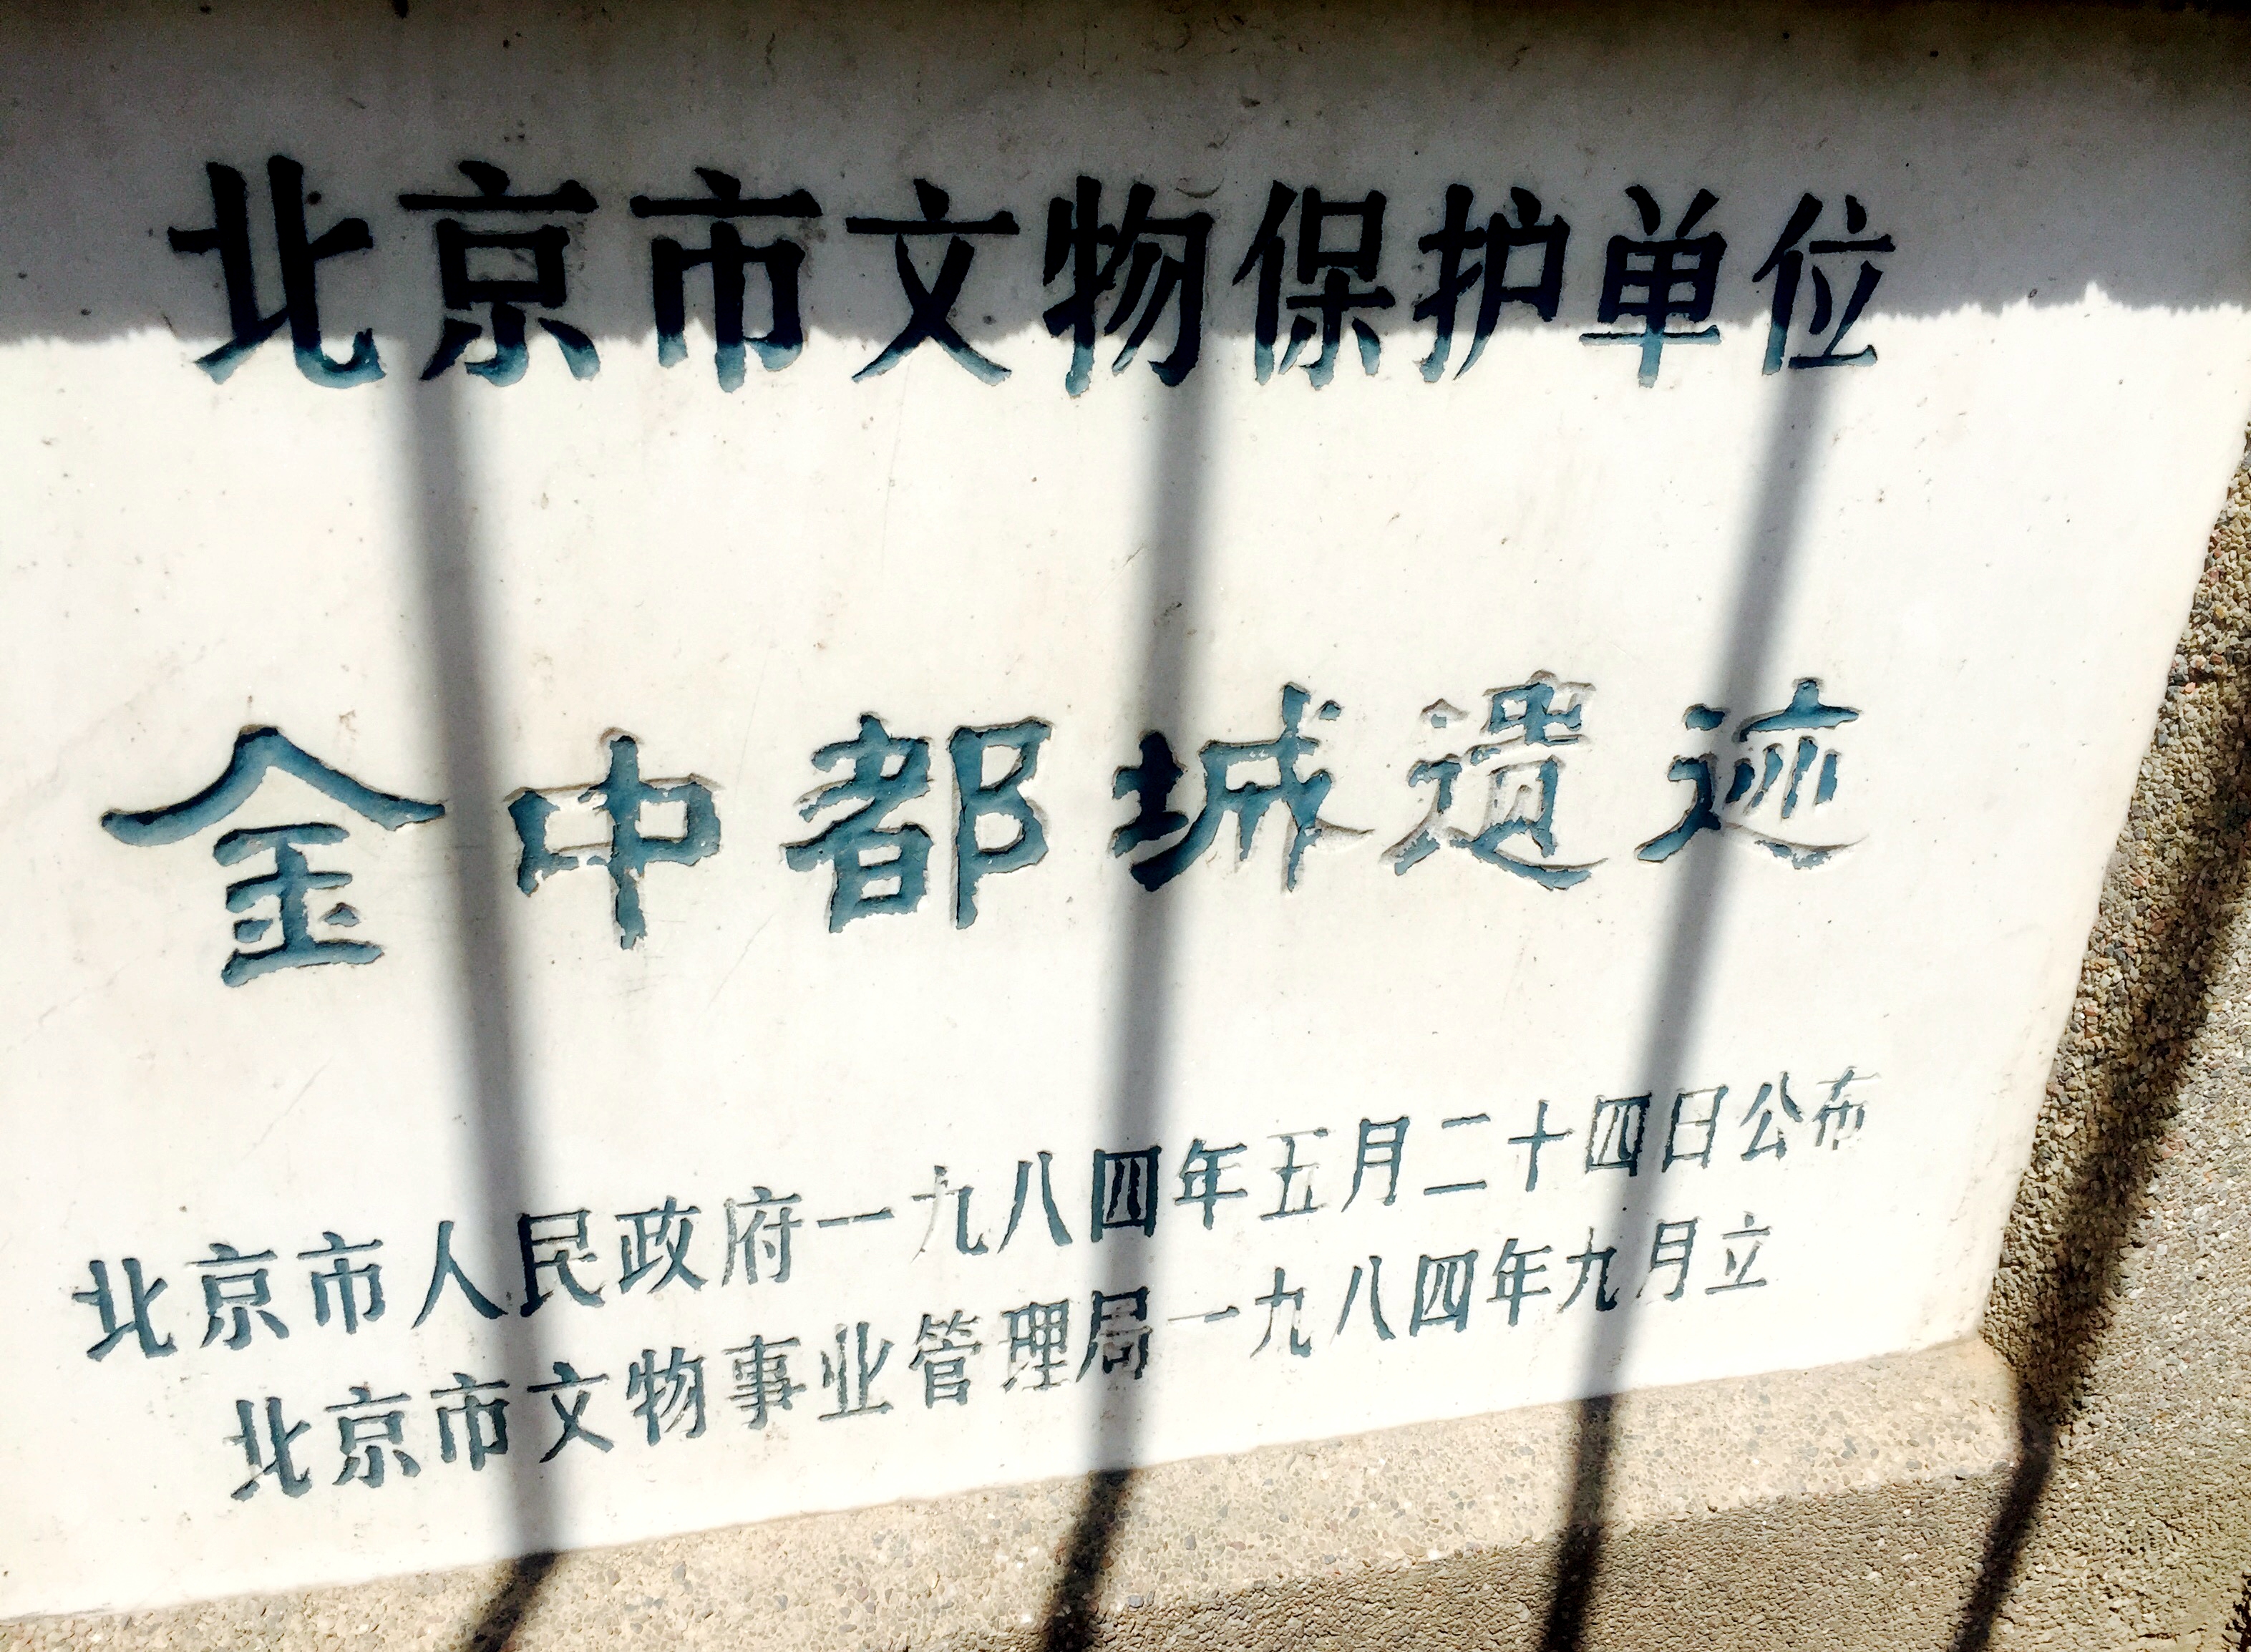 北京市文物保护单位
金中都城遗迹
北京市人民政府一九八四年五月二十四日公布
北京市文物事业管理局一九八四年九月立